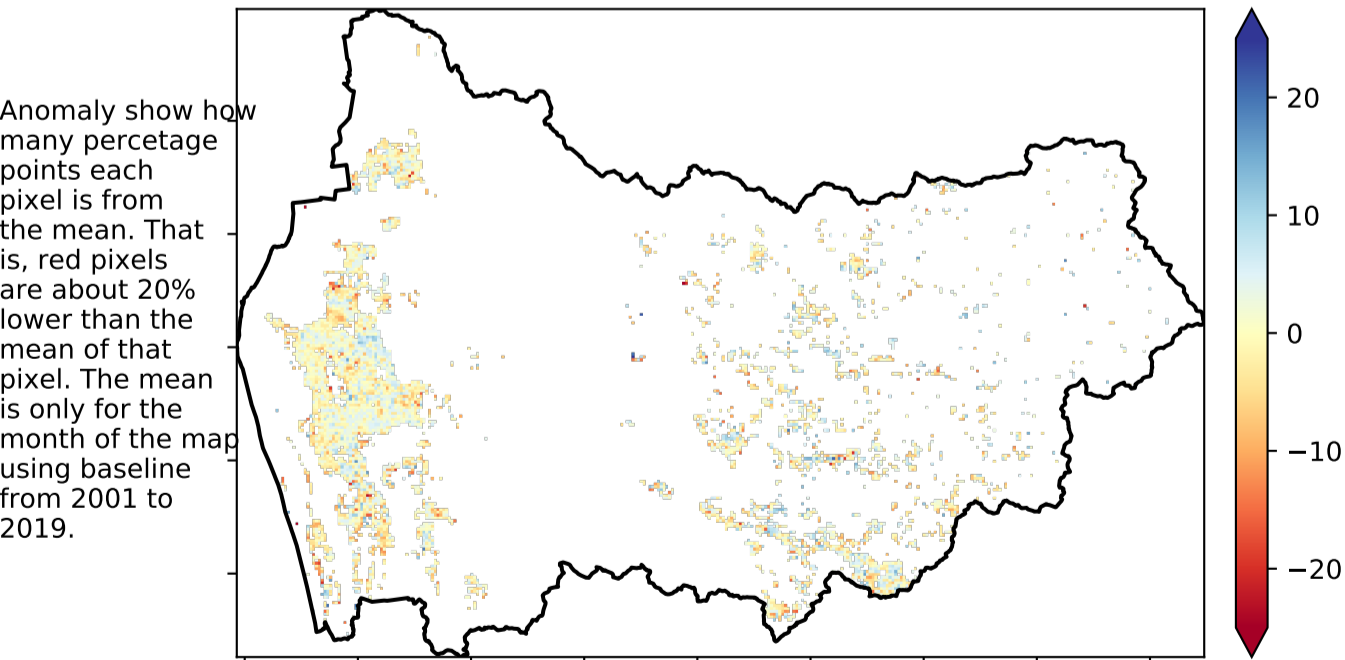 Anomaly show how
many percetage
points each
pixel is from
the mean. That
is, red pixels
are about 20%
lower than the
mean of that
pixel. The mean
is only for the
month of the map
using baseline
from 2001 to
2019.
20
10
0
−10
−20